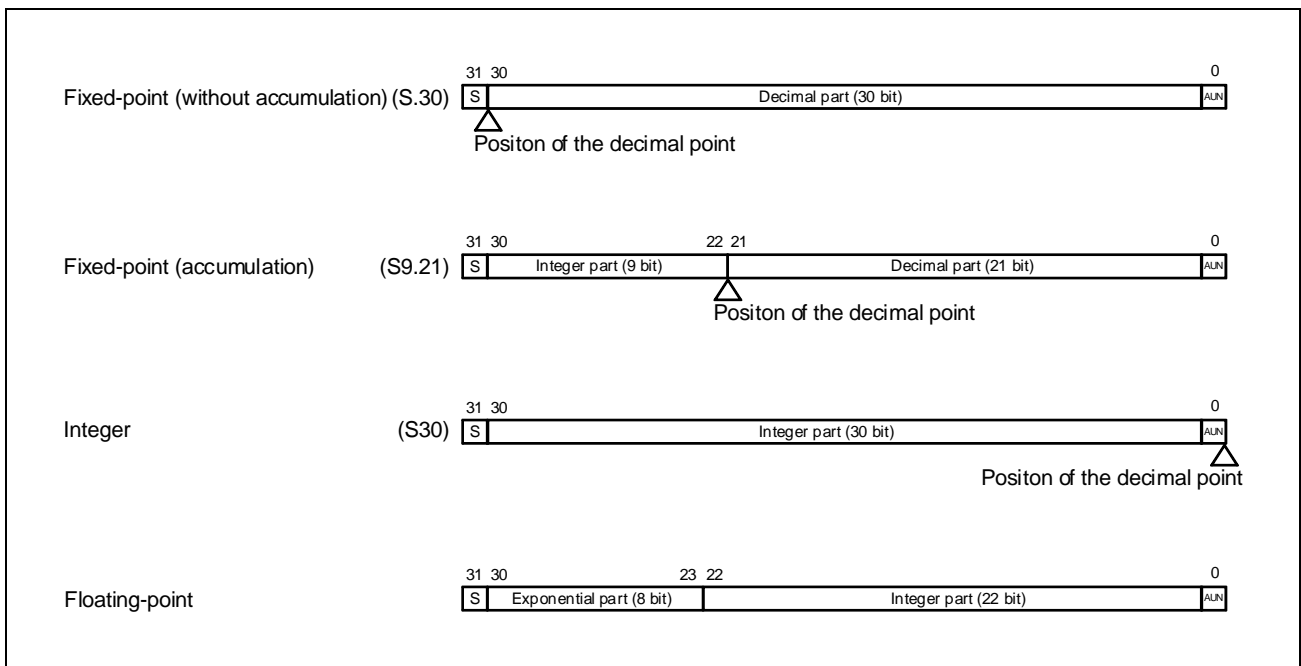 31 30 0
Fixed-point (without accumulation) (S.30) S Decimal part (30 bit) AUN
Positon of the decimal point
31 30 22 21 0
Fixed-point (accumulation) (S9.21) S Integer part (9 bit) Decimal part (21 bit) AUN
Positon of the decimal point
31 30 0
Integer (S30) S Integer part (30 bit) AUN
Positon of the decimal point
31 30 23 22 0
Floating-point S Exponential part (8 bit) Integer part (22 bit) AUN